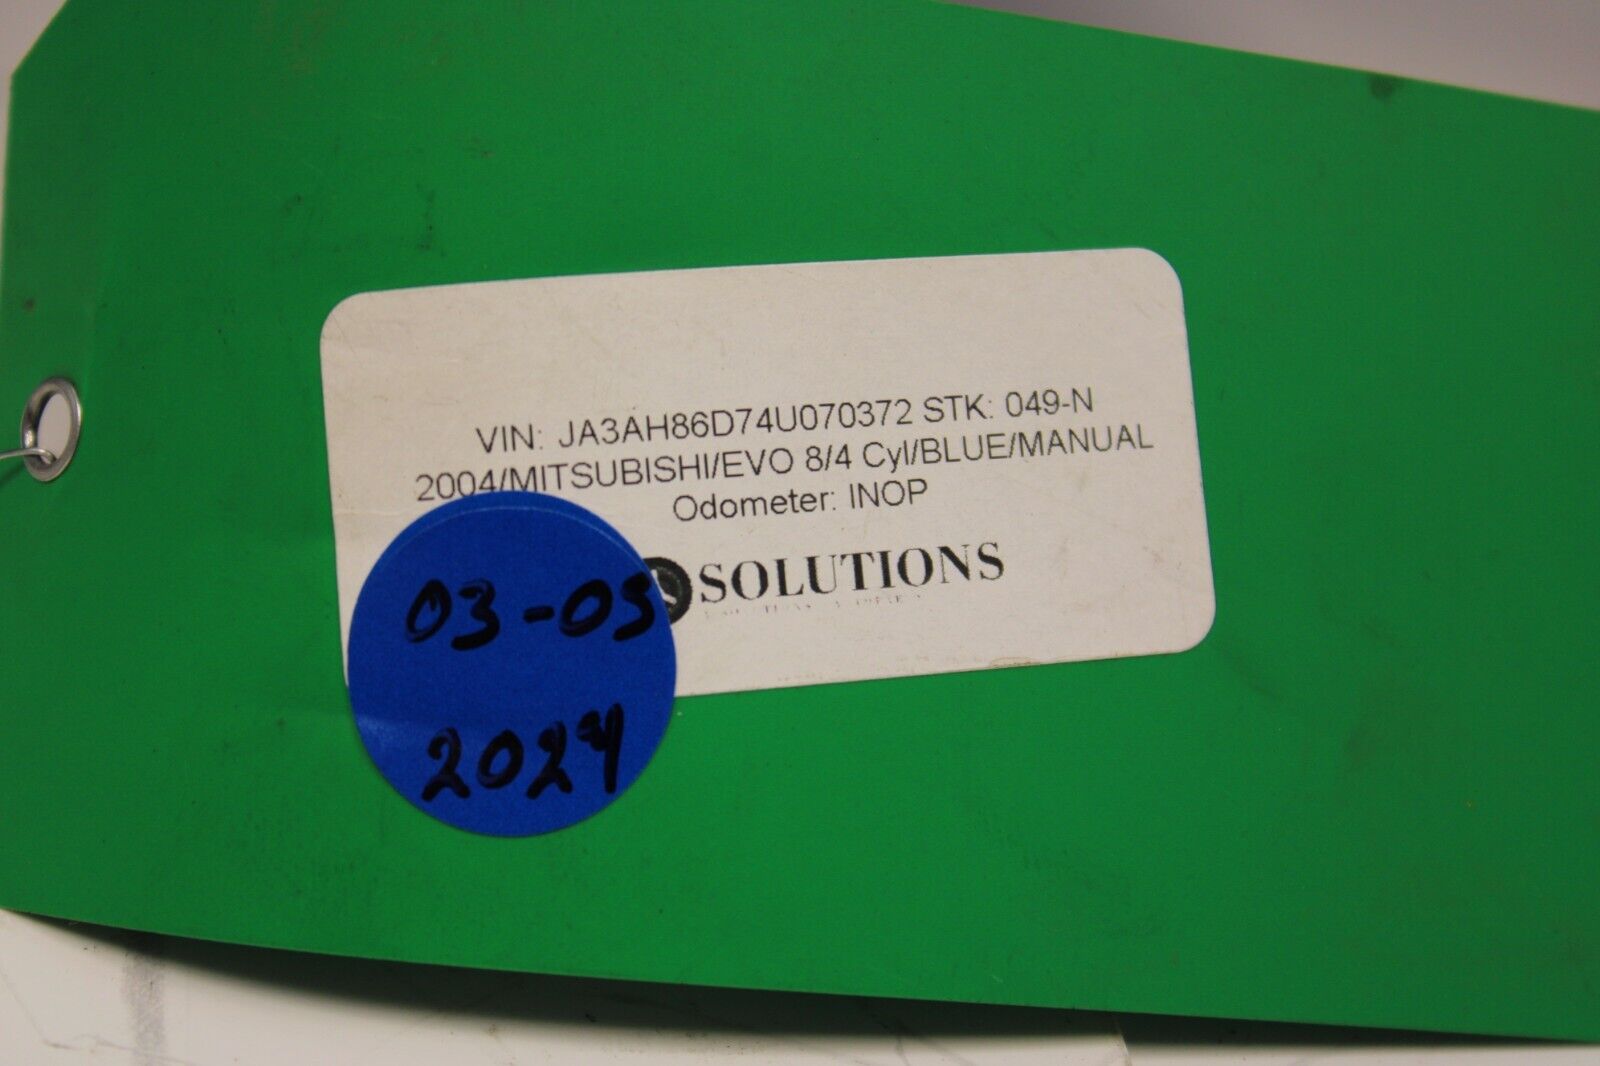 VIN: JA3AH86D74U070372 STK: 049-N
2004/MITSUBISHI/EVO 8/4 Cyl/BLUE/MANUAL
Odometer: INOP
SOLUTIONS
03-05
2024